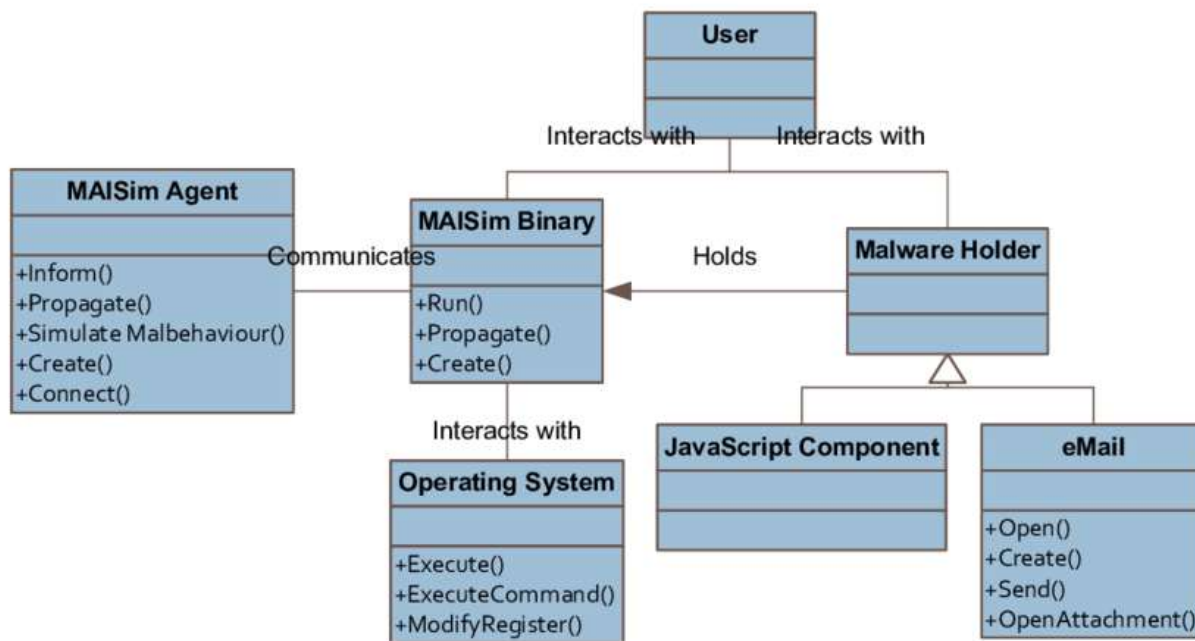 User
Interacts with
Interacts with
MAISim Agent
+Inform()
+Propagate()
+Simulate Malbehaviour()
+Create()
+Connect()
Communicates
MAISim Binary
+Run()
+Propagate()
+Create()
Holds
Malware Holder
Interacts with
Operating System
+Execute()
+ExecuteCommand()
+ModifyRegister()
JavaScript Component
eMail
+Open()
+Create()
+Send()
+OpenAttachment()